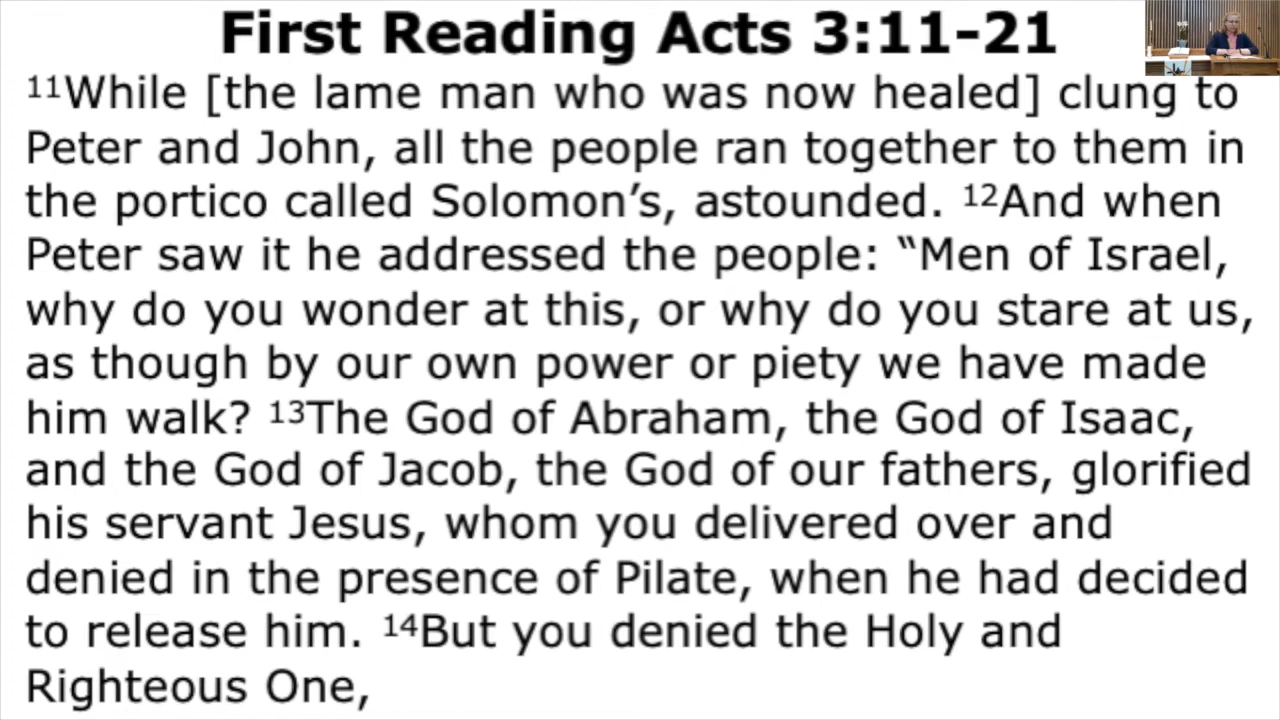 First Reading Acts 3:11-21
¹¹While [the lame man who was now healed] clung to
Peter and John, all the people ran together to them in
the portico called Solomon’s, astounded. ¹²And when
Peter saw it he addressed the people: “Men of Israel,
why do you wonder at this, or why do you stare at us,
as though by our own power or piety we have made
him walk? ¹³The God of Abraham, the God of Isaac,
and the God of Jacob, the God of our fathers, glorified
his servant Jesus, whom you delivered over and
denied in the presence of Pilate, when he had decided
to release him. ¹⁴But you denied the Holy and
Righteous One,